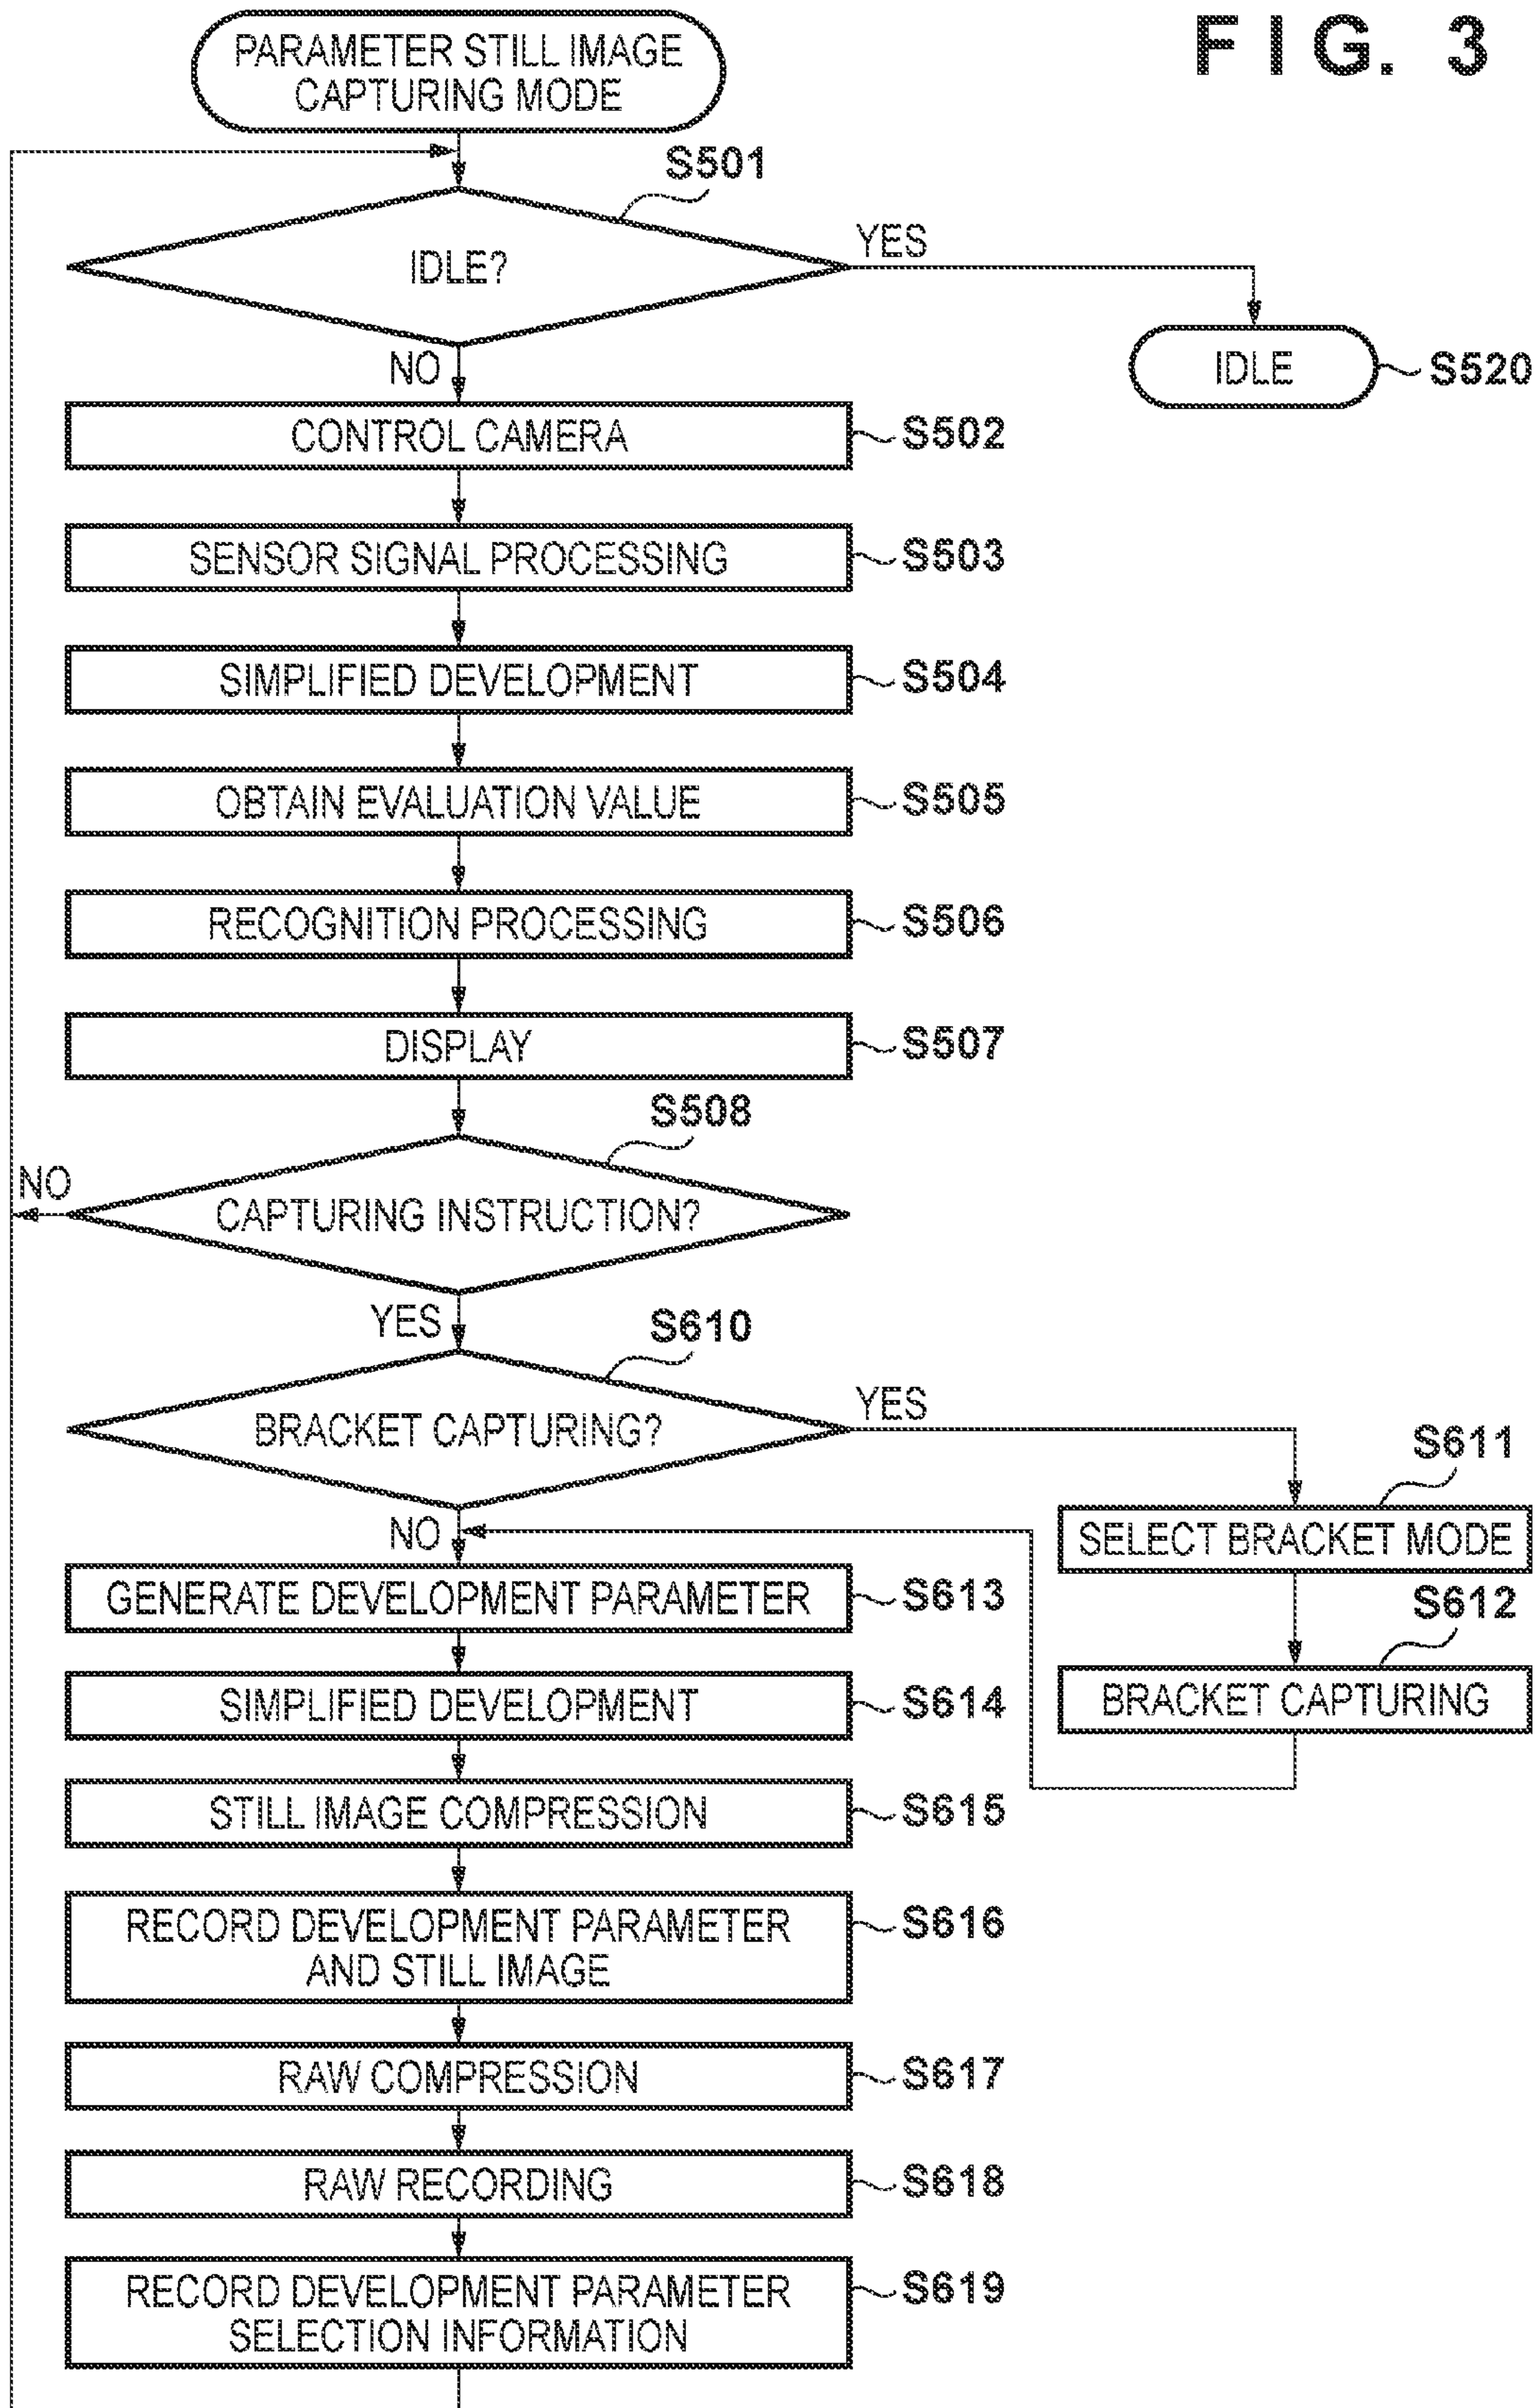 FIG. 3
PARAMETER STILL IMAGE
CAPTURING MODE
S501
IDLE?
YES
NO
IDLE
S520
CONTROL CAMERA
S502
SENSOR SIGNAL PROCESSING
S503
SIMPLIFIED DEVELOPMENT
S504
OBTAIN EVALUATION VALUE
S505
RECOGNITION PROCESSING
S506
DISPLAY
S507
S508
NO
CAPTURING INSTRUCTION?
YES
S610
BRACKET CAPTURING?
YES
NO
S611
SELECT BRACKET MODE
S612
BRACKET CAPTURING
GENERATE DEVELOPMENT PARAMETER
S613
SIMPLIFIED DEVELOPMENT
S614
STILL IMAGE COMPRESSION
S615
RECORD DEVELOPMENT PARAMETER
AND STILL IMAGE
S616
RAW COMPRESSION
S617
RAW RECORDING
S618
RECORD DEVELOPMENT PARAMETER
SELECTION INFORMATION
S619